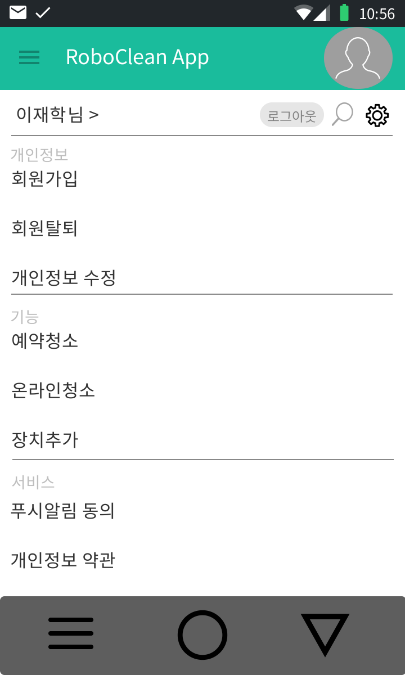 10:56
RoboClean App
이재학님 >
로그아웃
개인정보
회원가입
회원탈퇴
개인정보 수정
기능
예약청소
온라인청소
장치추가
서비스
푸시알림 동의
개인정보 약관